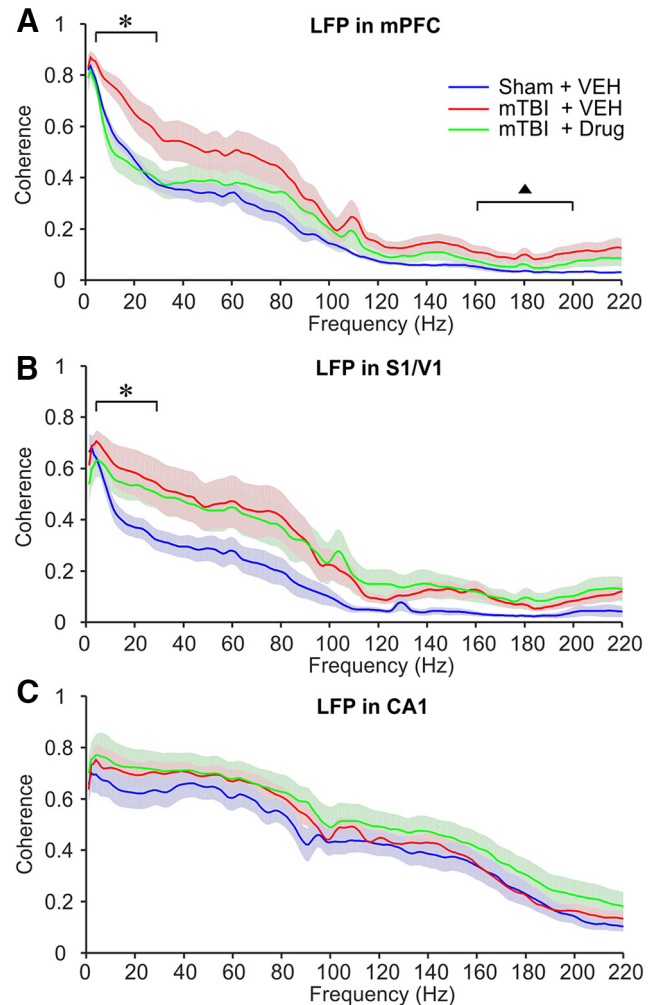 A
LFP in mPFC
*
Sham + VEH
mTBI + VEH
mTBI + Drug
▲
Coherence
1
0.8
0.6
0.4
0.2
0
0 20 40 60 80 100 120 140 160 180 200 220
Frequency (Hz)
B
LFP in S1/V1
*
Coherence
1
0.8
0.6
0.4
0.2
0
0 20 40 60 80 100 120 140 160 180 200 220
Frequency (Hz)
C
LFP in CA1
Coherence
1
0.8
0.6
0.4
0.2
0
0 20 40 60 80 100 120 140 160 180 200 220
Frequency (Hz)